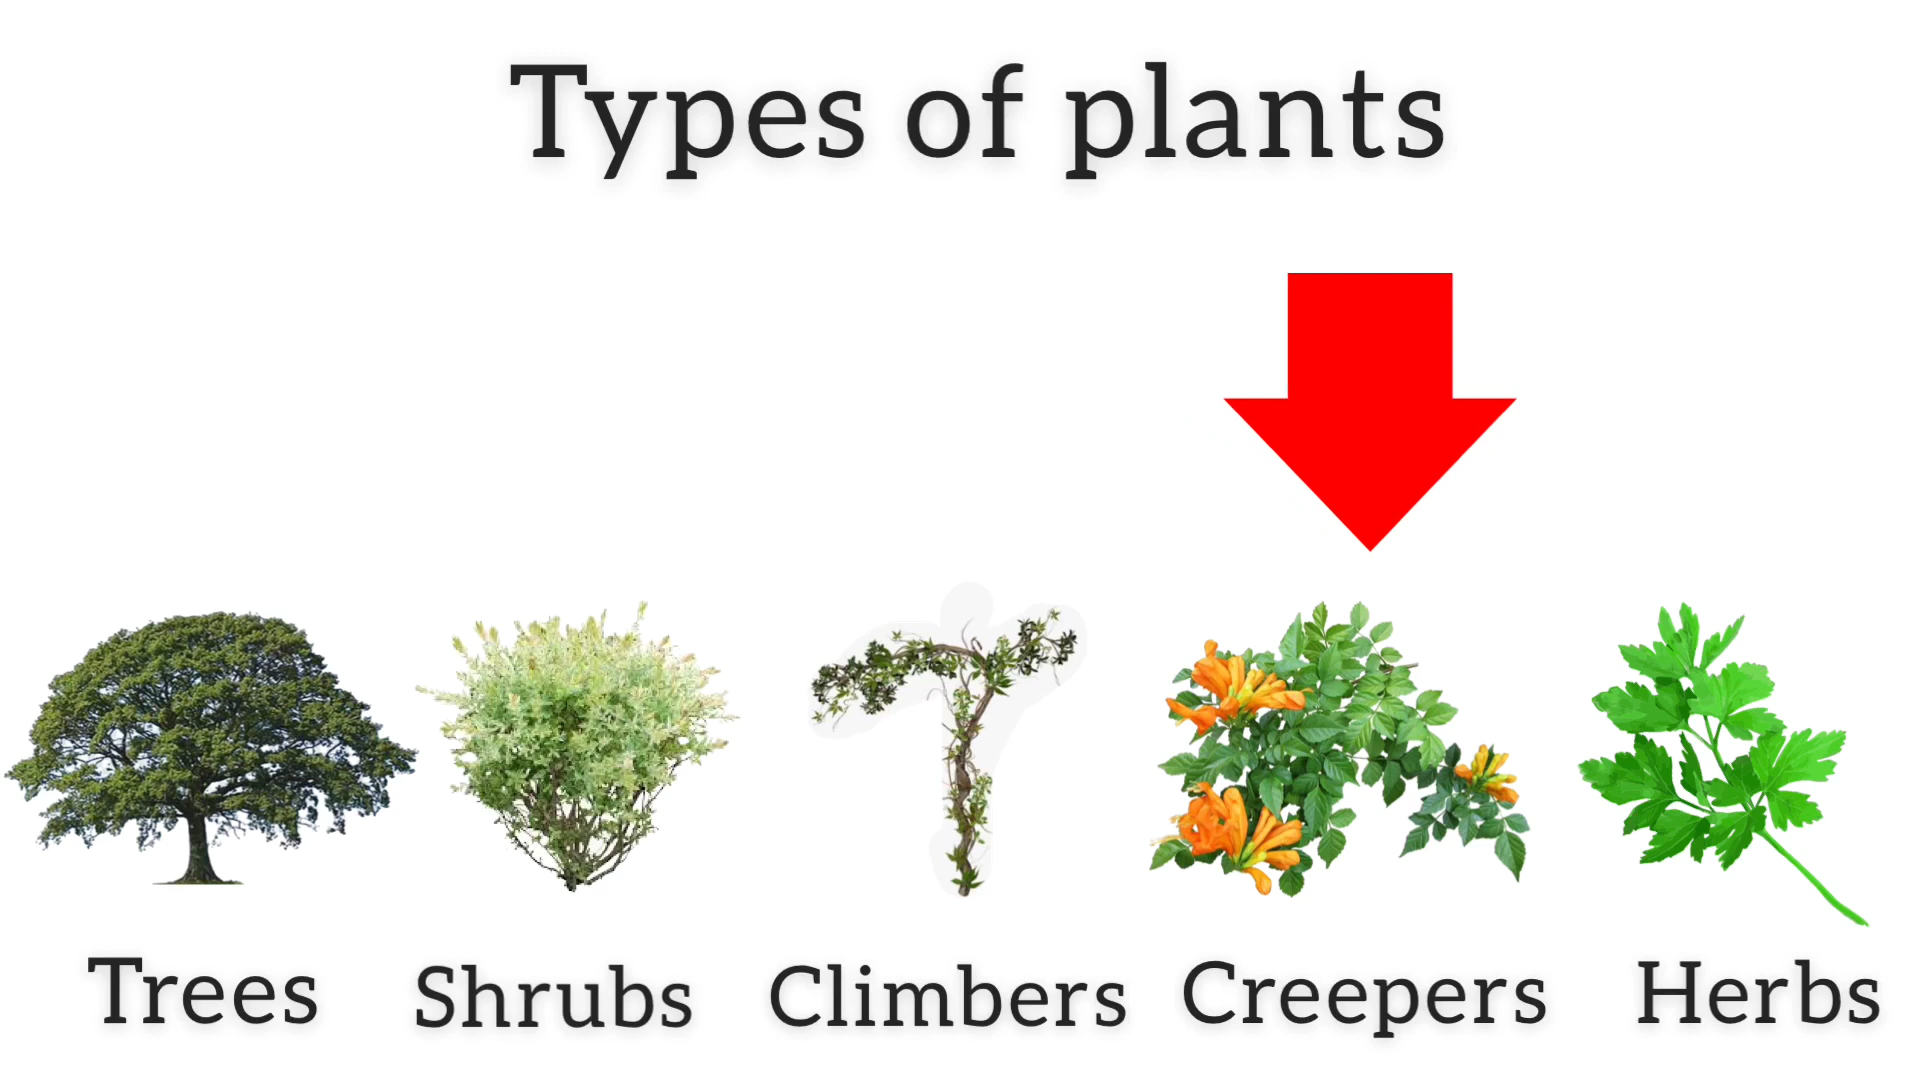 Types of plants
Trees
Shrubs
Climbers
Creepers
Herbs